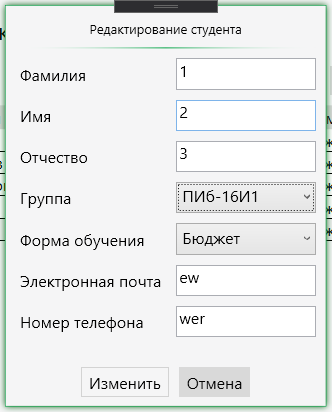 Редактирование студента
Фамилия 1
Имя 2
Отчество 3
Группа ПИб-16И1
Форма обучения Бюджет
Электронная почта ew
Номер телефона wer
Изменить Отмена